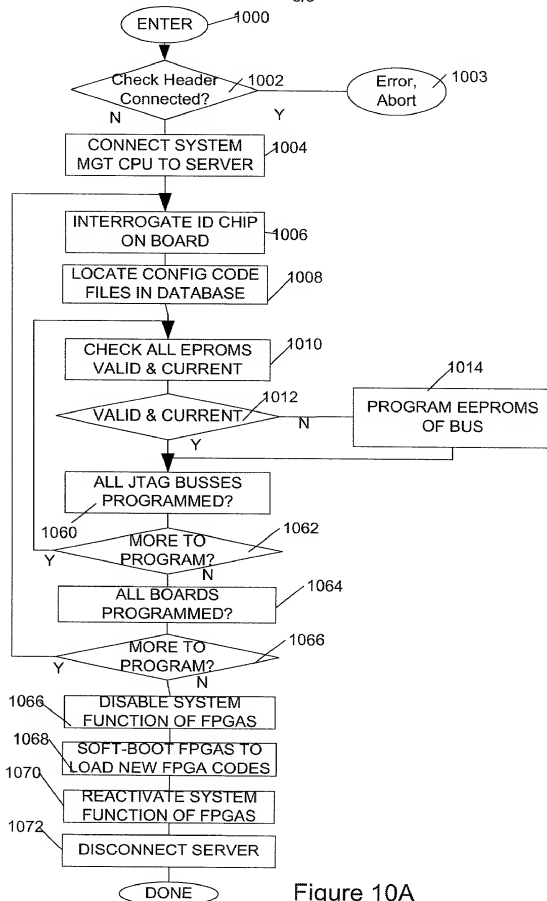 ENTER
1000
Check Header
Connected?
1002
Error,
Abort
1003
N
Y
CONNECT SYSTEM
MGT CPU TO SERVER
1004
INTERROGATE ID CHIP
ON BOARD
1006
LOCATE CONFIG CODE
FILES IN DATABASE
1008
CHECK ALL EPROMS
VALID & CURRENT
1010
VALID & CURRENT
1012
N
Y
1014
PROGRAM EEPROMS
OF BUS
ALL JTAG BUSSES
PROGRAMMED?
1060
MORE TO
PROGRAM?
1062
Y
N
ALL BOARDS
PROGRAMMED?
1064
MORE TO
PROGRAM?
1066
Y
N
1066
DISABLE SYSTEM
FUNCTION OF FPGAS
1068
SOFT-BOOT FPGAS TO
LOAD NEW FPGA CODES
1070
REACTIVATE SYSTEM
FUNCTION OF FPGAS
1072
DISCONNECT SERVER
DONE
Figure 10A